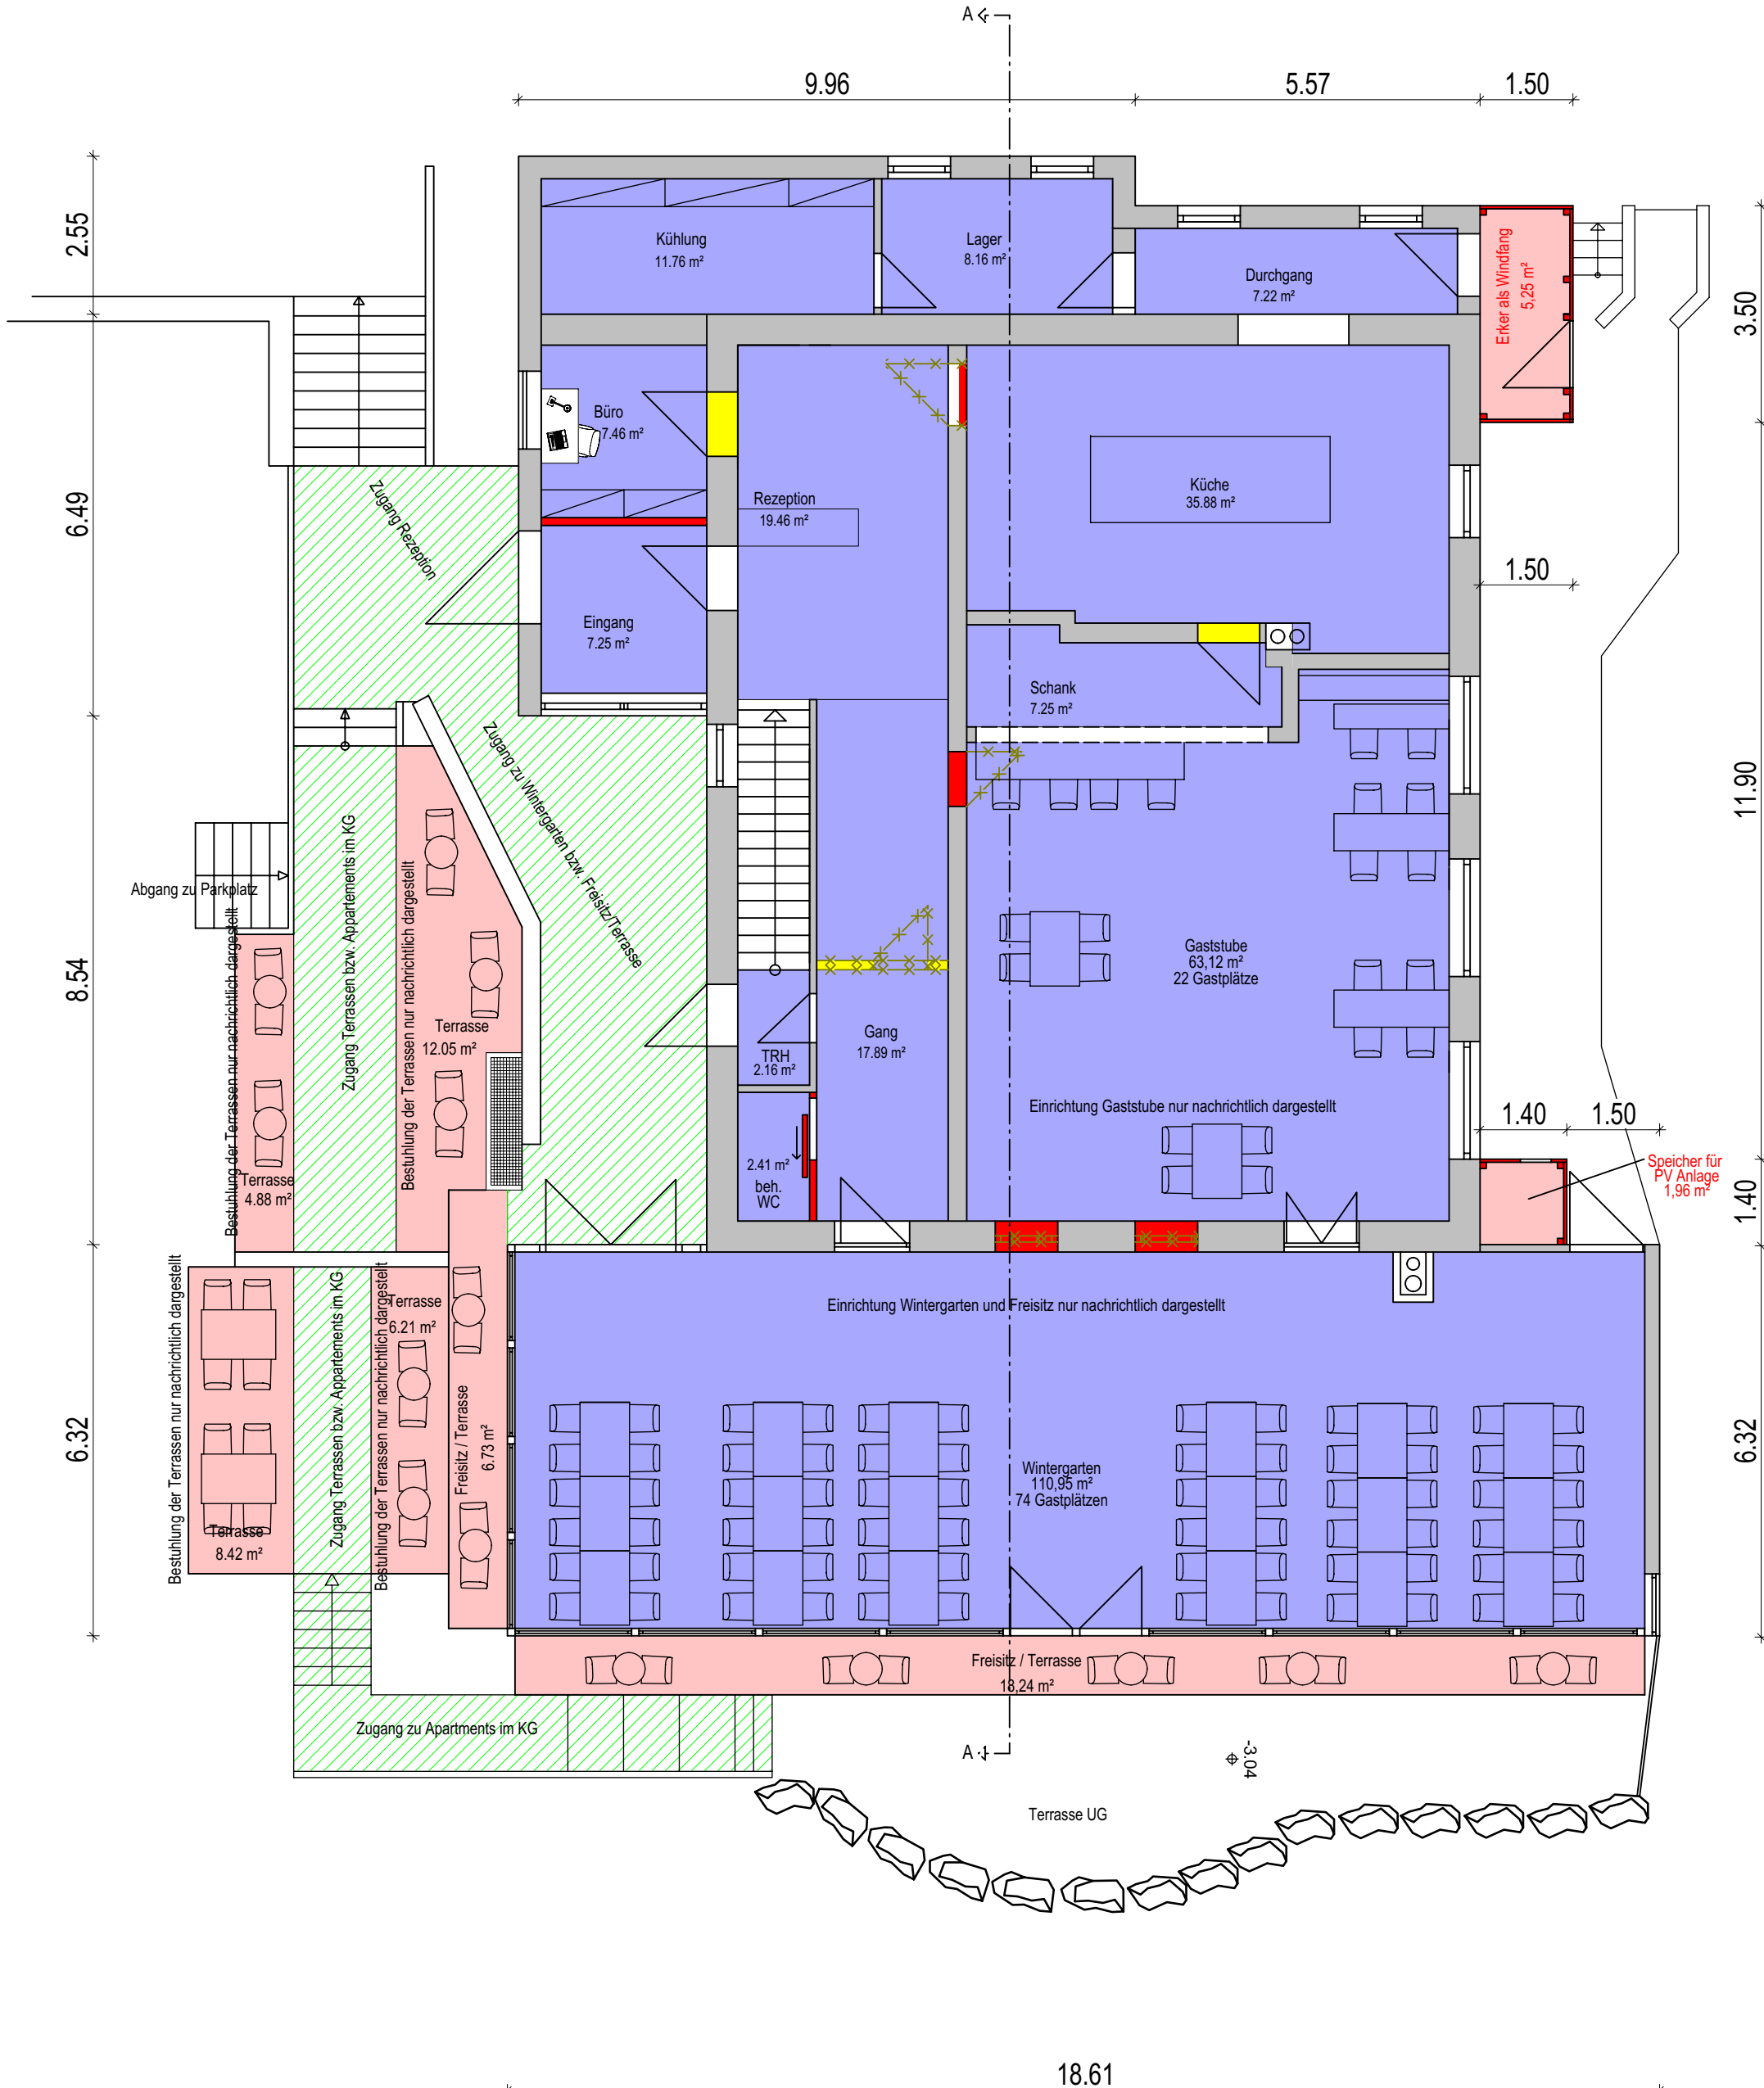 A
9.96
5.57
1.50
2.55
Kühlung
11.76 m²
Lager
8.16 m²
Durchgang
7.22 m²
Erker als Windfang
5,25 m²
3.50
Büro
7.46 m²
6.49
Zugang Rezeption
Rezeption
19.46 m²
Küche
35.88 m²
1.50
Eingang
7.25 m²
Schank
7.25 m²
Zugang zu Wintergarten bzw. Freisitz/Terrasse
11.90
Abgang zu Parkplatz
Zugang Terrassen bzw. Appartements im KG
Bestuhlung der Terrassen nur nachrichtlich dargestellt
Bestuhlung der Terrassen nur nachrichtlich dargestellt
8.54
Gaststube
63,12 m²
22 Gastplätze
Terrasse
12.05 m²
Gang
17.89 m²
TRH
2.16 m²
Einrichtung Gaststube nur nachrichtlich dargestellt
1.40
1.50
Terrasse
4.88 m²
2.41 m²
beh.
WC
Speicher für
PV Anlage
1,96 m²
1.40
Bestuhlung der Terrassen nur nachrichtlich dargestellt
Zugang Terrassen bzw. Appartements im KG
Bestuhlung der Terrassen nur nachrichtlich dargestellt
Terrasse
6.21 m²
Einrichtung Wintergarten und Freisitz nur nachrichtlich dargestellt
6.32
Freisitz / Terrasse
6.73 m²
Wintergarten
110,95 m²
74 Gastplätzen
6.32
Terrasse
8.42 m²
Freisitz / Terrasse
18,24 m²
Zugang zu Apartments im KG
A
-3.04
Terrasse UG
18.61